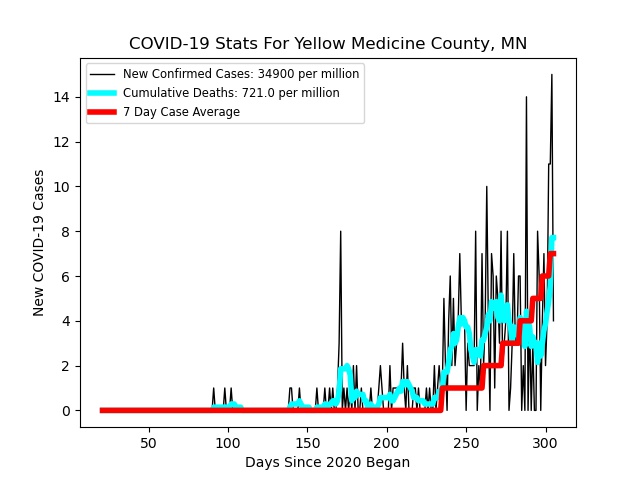 COVID-19 Stats For Yellow Medicine County, MN
New Confirmed Cases: 34900 per million
Cumulative Deaths: 721.0 per million
7 Day Case Average
New COVID-19 Cases
14
12
10
8
6
4
2
0
50 100 150 200 250 300
Days Since 2020 Began